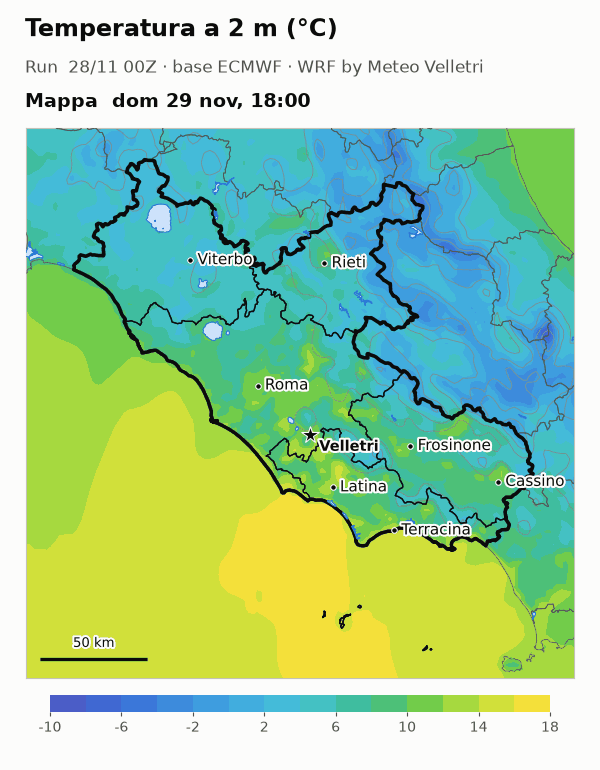 Temperatura a 2 m (°C)
Run  28/11 00Z · base ECMWF · WRF by Meteo Velletri
Mappa  dom 29 nov, 18:00
Viterbo
Rieti
Roma
Velletri
Frosinone
Latina
Cassino
Terracina
50 km
-10 -6 -2 2 6 10 14 18